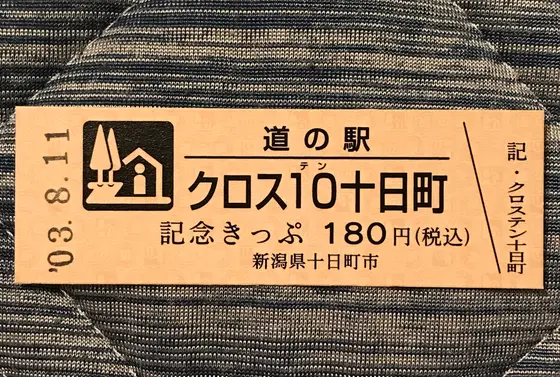 '03.8.11
道の駅
テン
クロス10十日町
記念きっぷ 180円(税込)
新潟県十日町市
記・クロステン十日町